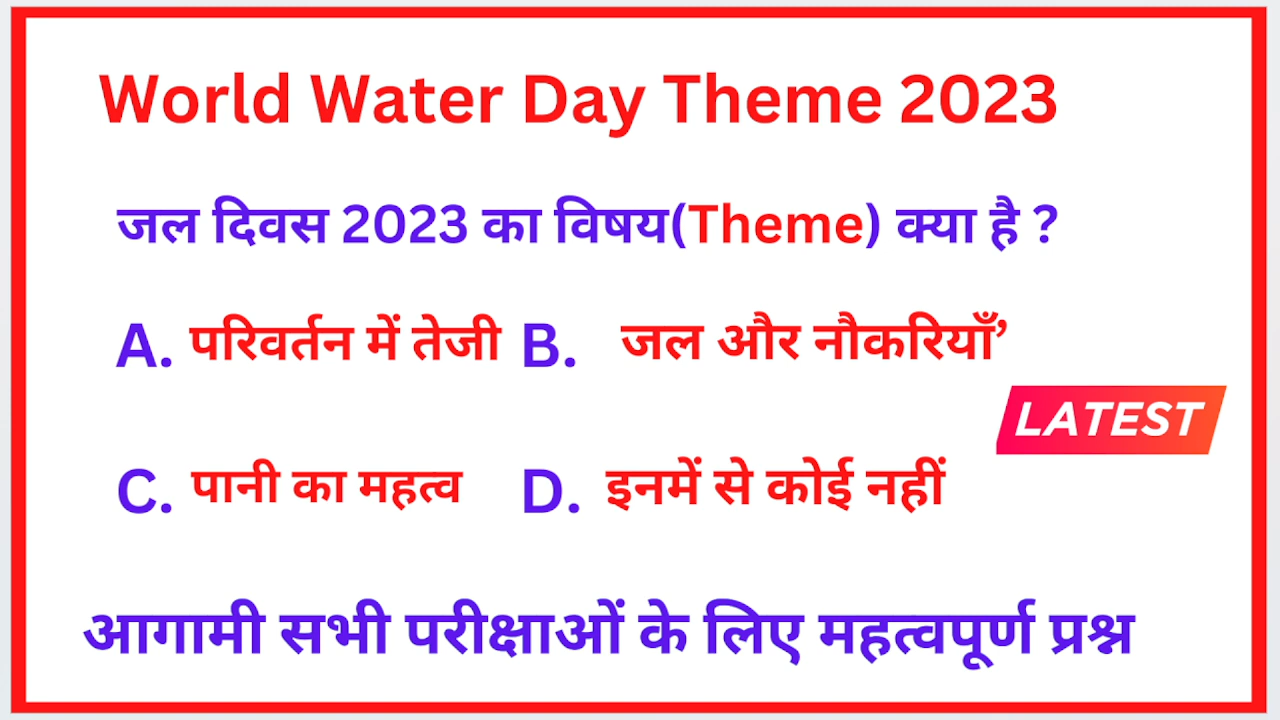 World Water Day Theme 2023
जल दिवस 2023 का विषय(Theme) क्या है ?
A. परिवर्तन में तेजी B. जल और नौकरियाँ’
LATEST
C. पानी का महत्व D. इनमें से कोई नहीं
आगामी सभी परीक्षाओं के लिए महत्वपूर्ण प्रश्न